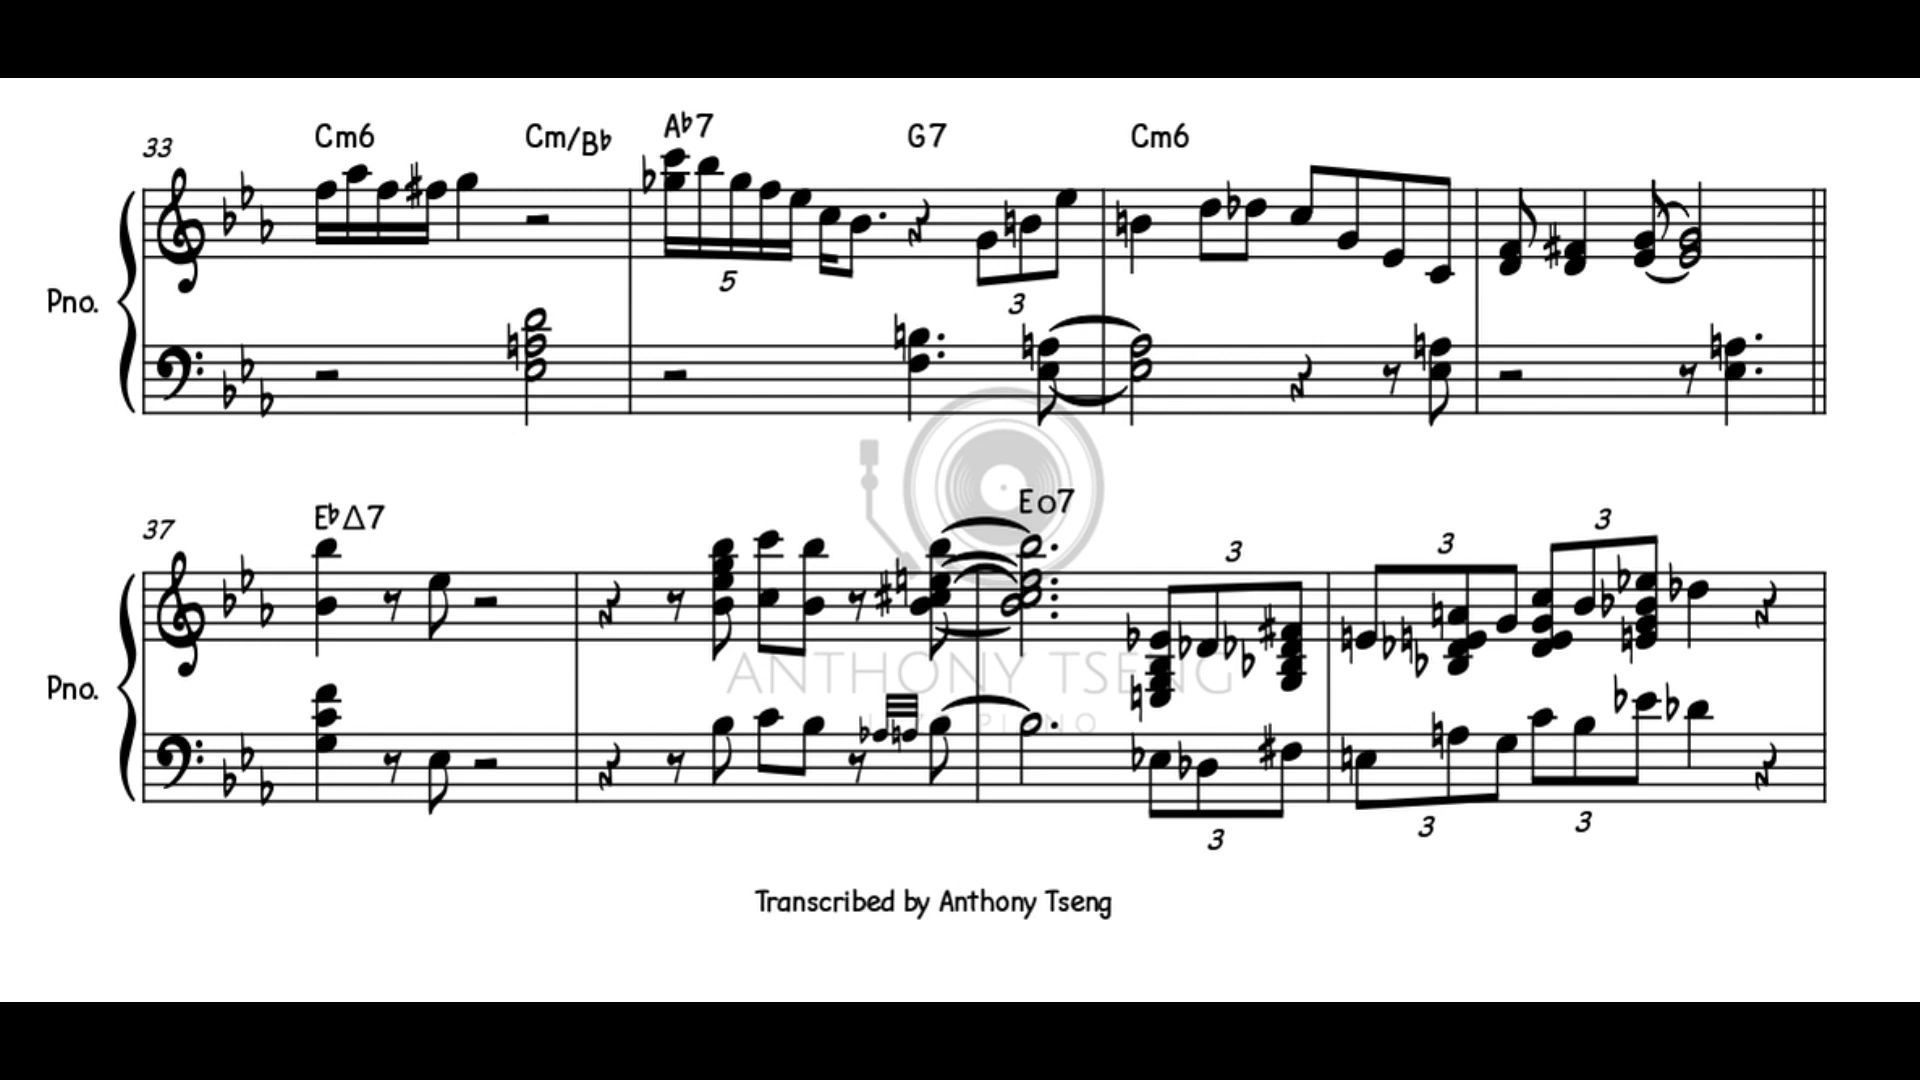 33 Cm6 Cm/B♭ A♭7 G7 Cm6
5 3
Pno.
37 E♭△7 Eo7
3 3 3
ANTHONY TSENG
Pno.
3 3 3
Transcribed by Anthony Tseng